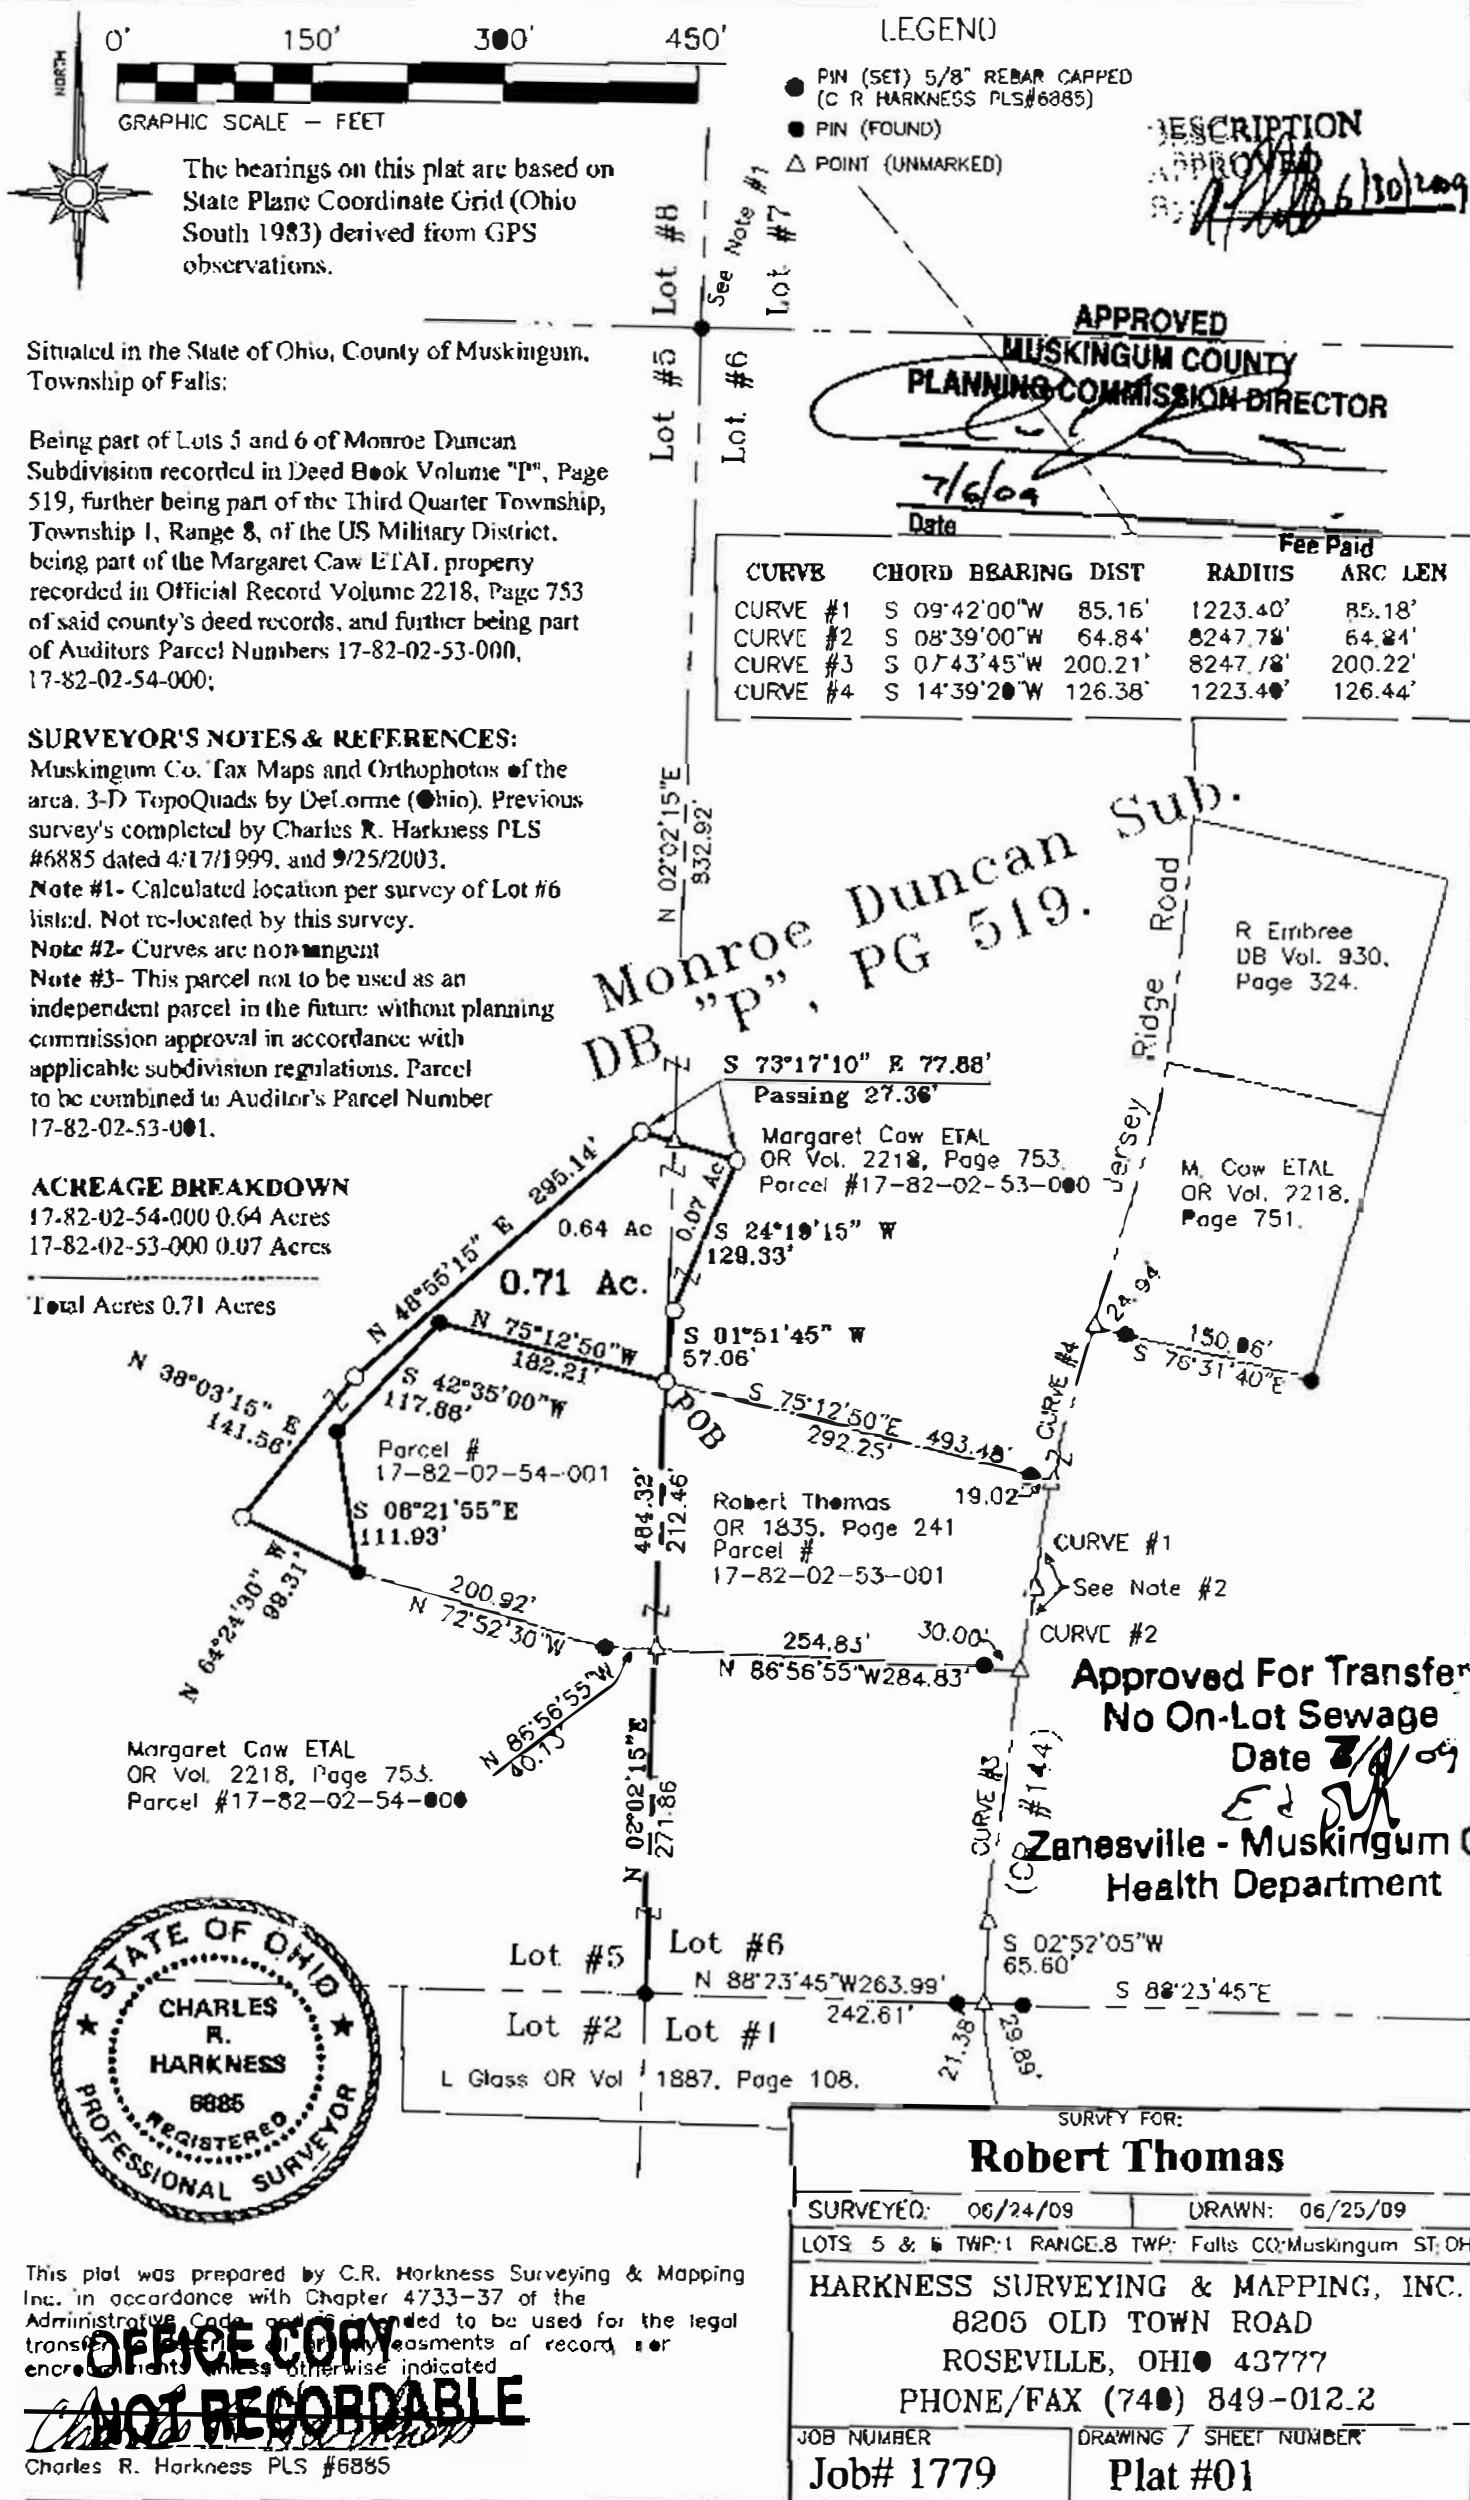 0' 150' 300' 450'
NORTH
GRAPHIC SCALE — FEET
The bearings on this plat are based on
State Plane Coordinate Grid (Ohio
South 1983) derived from GPS
observations.
LEGEND
PIN (SET) 5/8" REBAR CAPPED
(C R HARKNESS PLS#6885)
PIN (FOUND)
POINT (UNMARKED)
DESCRIPTION
APPROVED
By: 6/30/2009
Lot #8
See Note #1
Lot #7
Lot #5
Lot. #6
APPROVED
MUSKINGUM COUNTY
PLANNING COMMISSION DIRECTOR
7/6/09
Date
Fee Paid
Situated in the State of Ohio, County of Muskingum,
Township of Falls:
Being part of Lots 5 and 6 of Monroe Duncan
Subdivision recorded in Deed Book Volume "P", Page
519, further being part of the Third Quarter Township,
Township 1, Range 8, of the US Military District,
being part of the Margaret Caw ETAL property
recorded in Official Record Volume 2218, Page 753
of said county's deed records, and further being part
of Auditors Parcel Numbers 17-82-02-53-000,
17-82-02-54-000;
CURVE CHORD BEARING DIST RADIUS ARC LEN
CURVE #1 S 09°42'00"W 85.16' 1223.40' 85.18'
CURVE #2 S 08°39'00"W 64.84' 8247.78' 64.84'
CURVE #3 S 07°43'45"W 200.21' 8247.78' 200.22'
CURVE #4 S 14°39'20"W 126.38' 1223.40' 126.44'
SURVEYOR'S NOTES & REFERENCES:
Muskingum Co. Tax Maps and Orthophotos of the
area. 3-D TopoQuads by DeLorme (Ohio). Previous
survey's completed by Charles R. Harkness PLS
#6885 dated 4/17/1999, and 9/25/2003.
Note #1- Calculated location per survey of Lot #6
listed. Not re-located by this survey.
Note #2- Curves are non-tangent
Note #3- This parcel not to be used as an
independent parcel in the future without planning
commission approval in accordance with
applicable subdivision regulations. Parcel
to be combined to Auditor's Parcel Number
17-82-02-53-001.
ACREAGE BREAKDOWN
17-82-02-54-000 0.64 Acres
17-82-02-53-000 0.07 Acres
Total Acres 0.71 Acres
N 02°02'15"E
932.92'
Monroe Duncan Sub.
DB "P", PG 519.
Jersey Ridge Road
R Embree
DB Vol. 930,
Page 324.
S 73°17'10" E 77.88'
Passing 27.36'
Margaret Caw ETAL
OR Vol. 2218, Page 753
Parcel #17-82-02-53-000
M. Caw ETAL
OR Vol. 2218,
Page 751.
N 48°55'15" E 295.14'
0.64 Ac
0.07 Ac
S 24°19'15" W
129.33'
0.71 Ac.
N 75°12'50"W
182.21'
S 01°51'45" W
57.06'
POB
24.94
150.06'
S 76°31'40"E
CURVE #4
N 38°03'15" E
141.56'
S 42°35'00"W
117.88'
S 75°12'50"E 493.48'
292.25'
19.02'
Parcel #
17-82-02-54-001
S 06°21'55"E
111.93'
484.32'
212.46'
Robert Thomas
OR 1835, Page 241
Parcel #
17-82-02-53-001
CURVE #1
See Note #2
CURVE #2
N 64°24'30" W
98.31'
200.92'
N 72°52'30"W
254.83' 30.00'
N 86°56'55"W284.83'
N 86°56'55"W
40.13'
Approved For Transfer
No On-Lot Sewage
Date 09
Zanesville - Muskingum C
Health Department
Margaret Caw ETAL
OR Vol. 2218, Page 753.
Parcel #17-82-02-54-000
N 02°02'15"E
271.86
CURVE #3
(CR #144)
S 02°52'05"W
65.60'
Lot #5 Lot #6
N 88°23'45"W263.99'
242.61'
S 88°23'45"E
21.38'
29.89'
Lot #2 Lot #1
L Glass OR Vol 1887, Page 108.
STATE OF OHIO
CHARLES
R.
HARKNESS
6885
REGISTERED
PROFESSIONAL SURVEYOR
SURVEY FOR:
Robert Thomas
SURVEYED: 06/24/09 DRAWN: 06/25/09
LOTS 5 & 6 TWP:1 RANGE.8 TWP: Falls CO:Muskingum ST:OH
HARKNESS SURVEYING & MAPPING, INC.
8205 OLD TOWN ROAD
ROSEVILLE, OHIO 43777
PHONE/FAX (740) 849-0122
JOB NUMBER DRAWING / SHEET NUMBER
Job# 1779 Plat #01
This plat was prepared by C.R. Harkness Surveying & Mapping
Inc. in accordance with Chapter 4733-37 of the
Administrative Code and is intended to be used for the legal
transfer easments of record, nor
encroachments unless otherwise indicated
OFFICE COPY
NOT RECORDABLE
Charles R. Harkness PLS #6885